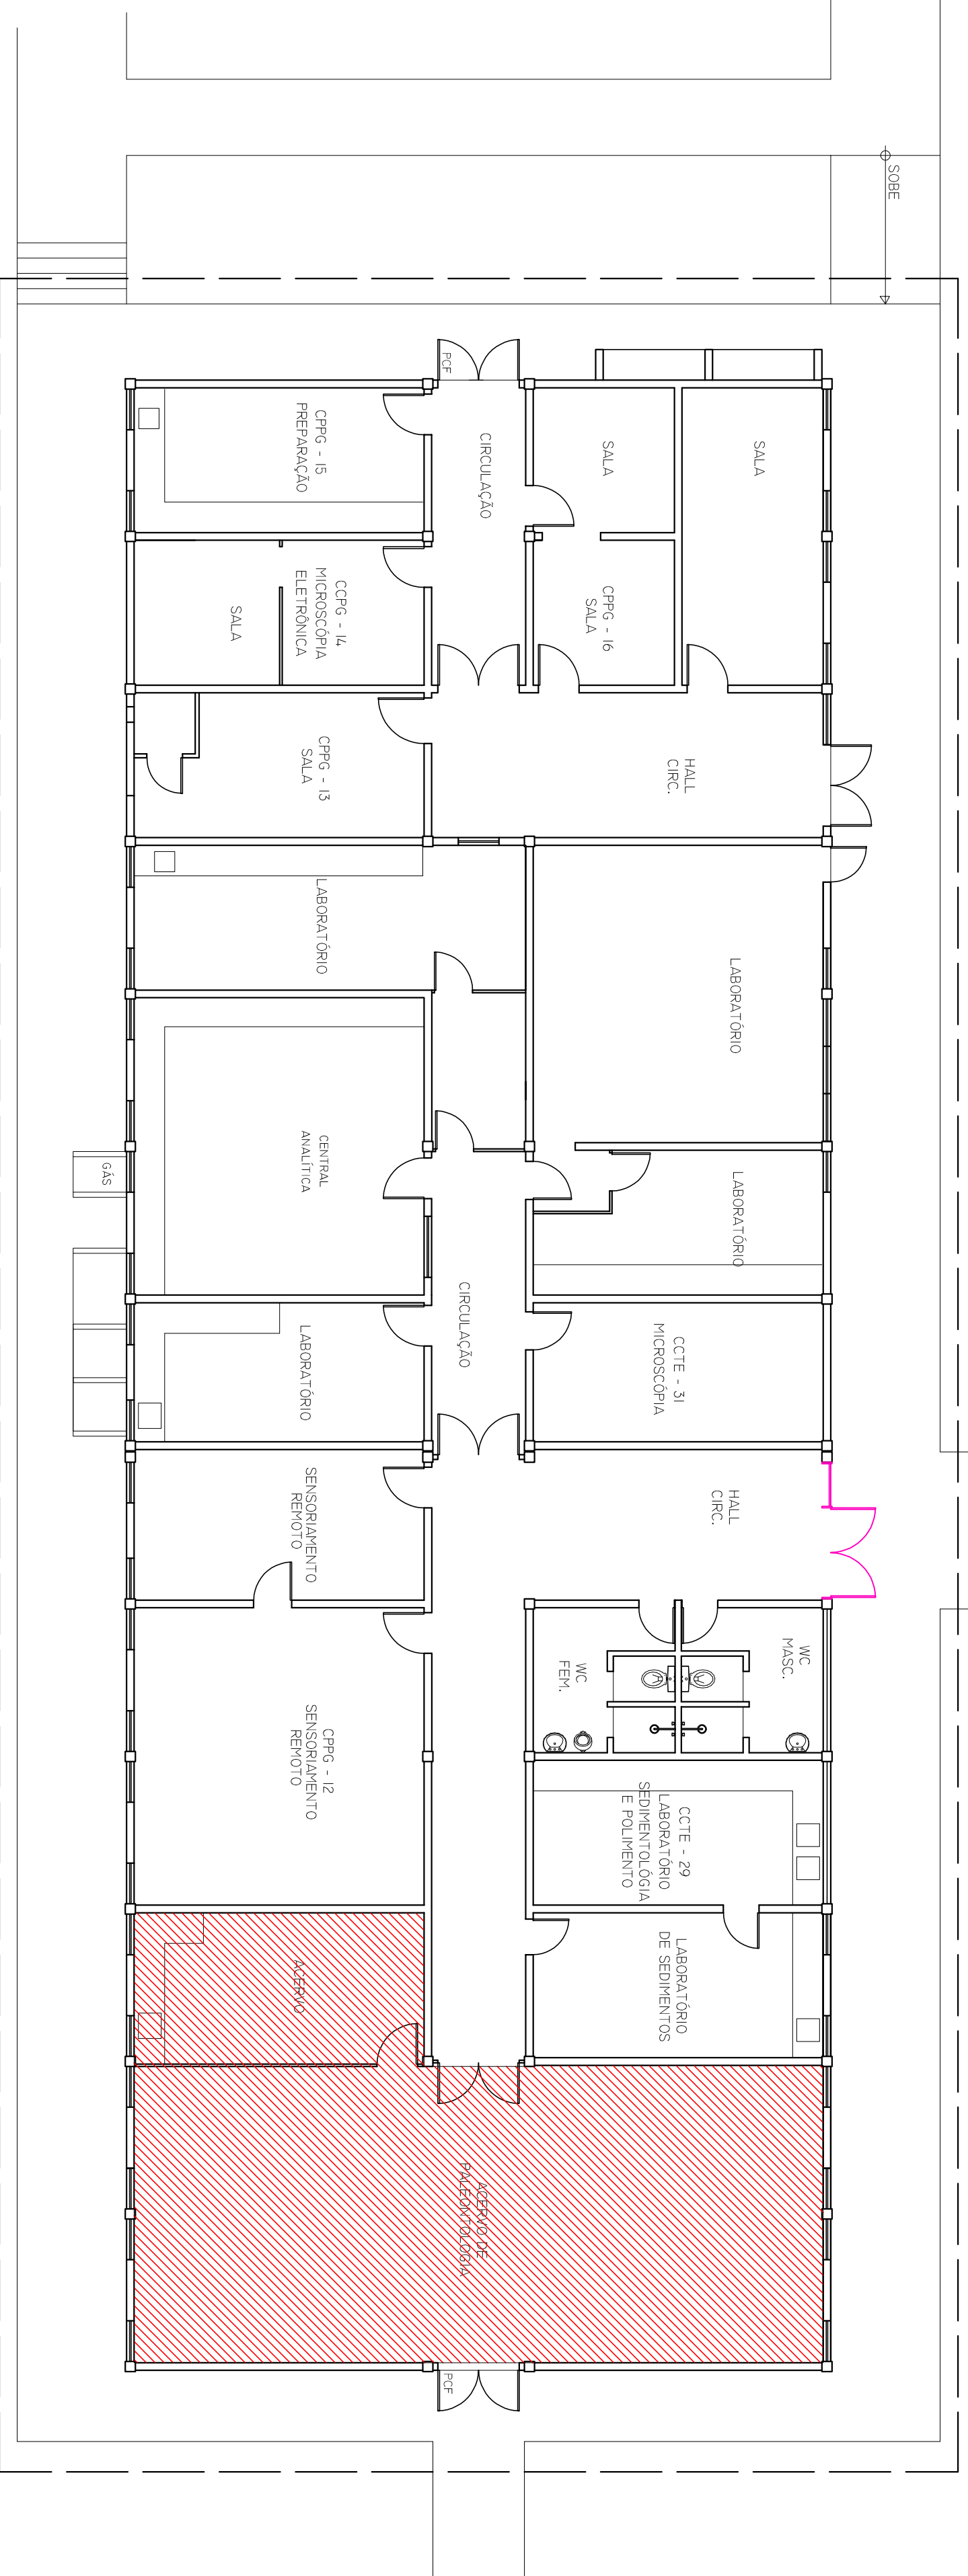 SOBE
PCF
CPPG - 15
PREPARAÇÃO
CIRCULAÇÃO
SALA
SALA
CCPG - 14
MICROSCÓPIA
ELETRÔNICA
SALA
CPPG - 16
SALA
CPPG - 13
SALA
HALL
CIRC.
LABORATÓRIO
LABORATÓRIO
CENTRAL
ANALÍTICA
GÁS
LABORATÓRIO
CIRCULAÇÃO
LABORATÓRIO
CCTE - 31
MICROSCÓPIA
SENSORIAMENTO
REMOTO
HALL
CIRC.
WC
MASC.
WC
FEM.
CPPG - 12
SENSORIAMENTO
REMOTO
CCTE - 29
LABORATÓRIO
SEDIMENTOLÓGIA
E POLIMENTO
LABORATÓRIO
DE SEDIMENTOS
ACERVO
ACERVO DE
PALEONTOLOGIA
PCF